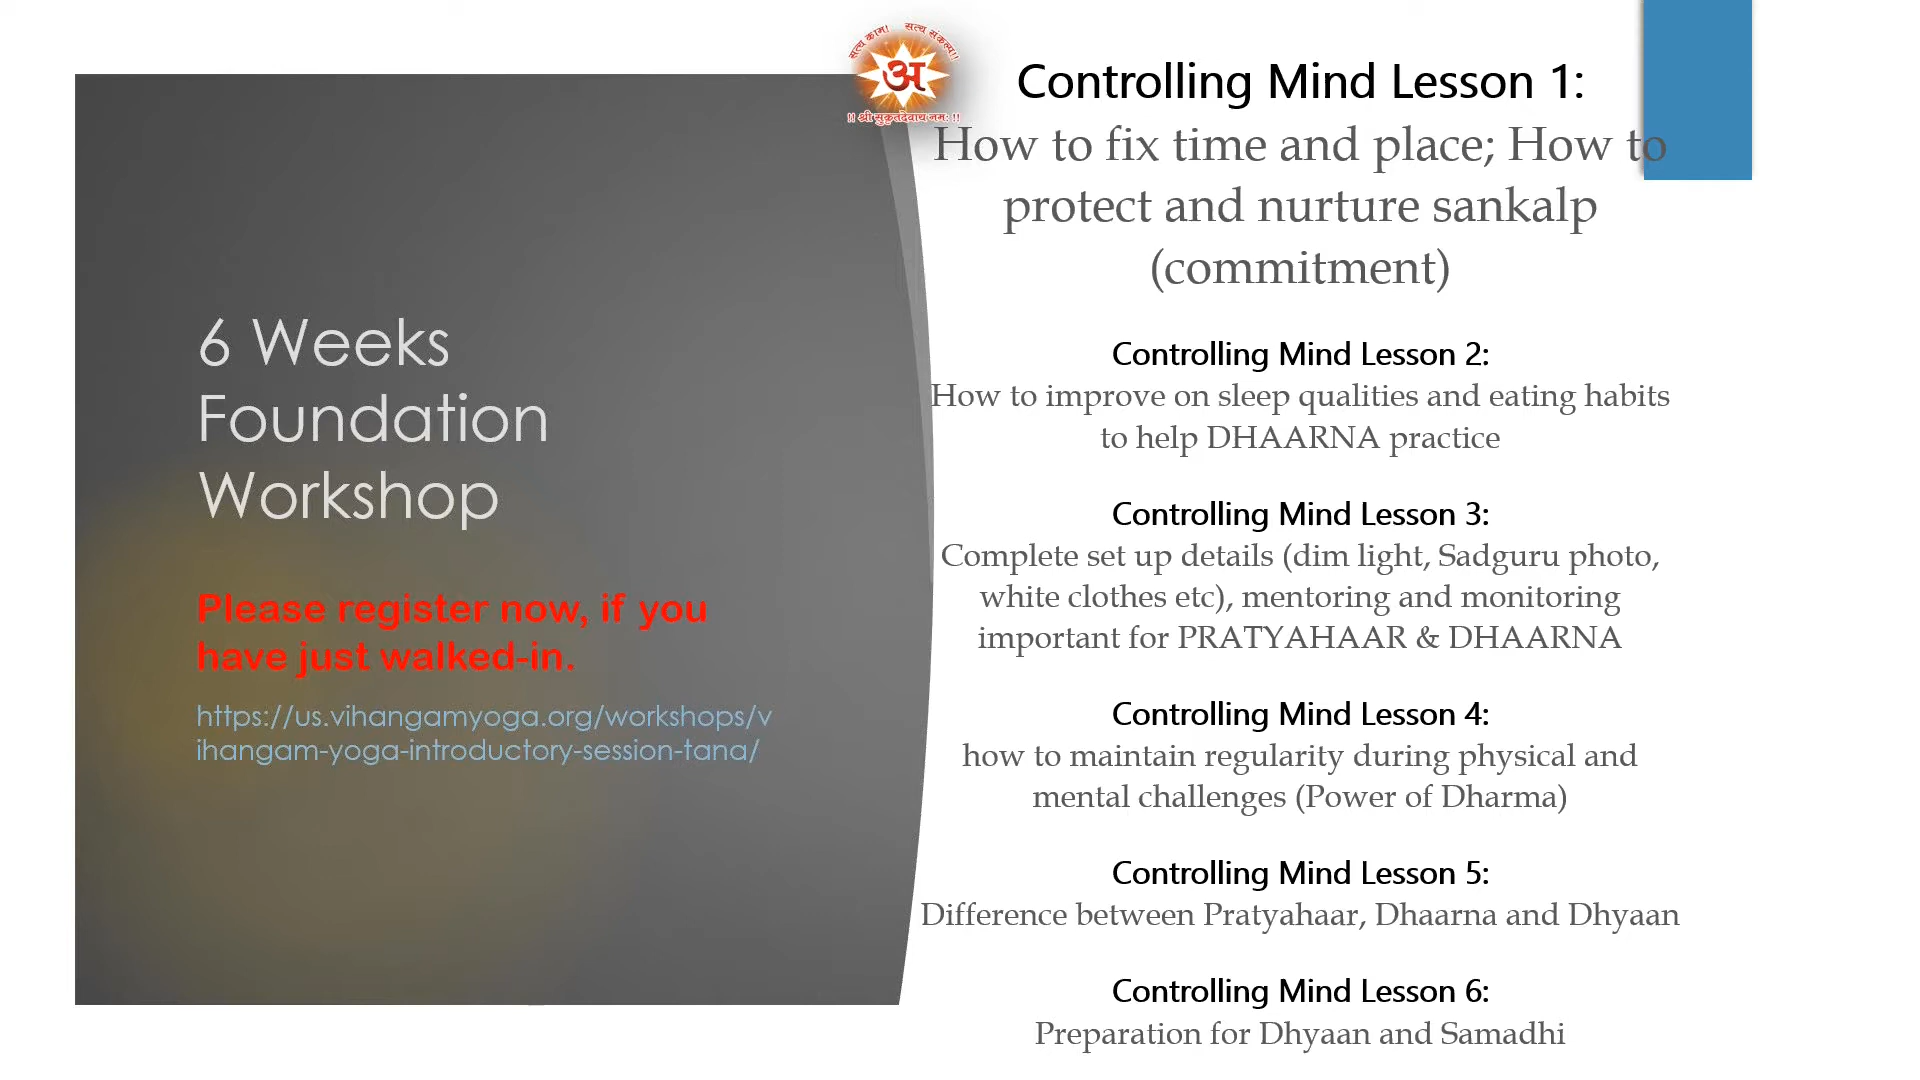 सत्य काम! सत्य संकल्प!!
अ
!! श्री सुकृतदेवाय नम: !!
6 Weeks
Foundation
Workshop
Please register now, if you
have just walked-in.
https://us.vihangamyoga.org/workshops/v
ihangam-yoga-introductory-session-tana/
Controlling Mind Lesson 1:
How to fix time and place; How to
protect and nurture sankalp
(commitment)
Controlling Mind Lesson 2:
How to improve on sleep qualities and eating habits
to help DHAARNA practice
Controlling Mind Lesson 3:
Complete set up details (dim light, Sadguru photo,
white clothes etc), mentoring and monitoring
important for PRATYAHAAR & DHAARNA
Controlling Mind Lesson 4:
how to maintain regularity during physical and
mental challenges (Power of Dharma)
Controlling Mind Lesson 5:
Difference between Pratyahaar, Dhaarna and Dhyaan
Controlling Mind Lesson 6:
Preparation for Dhyaan and Samadhi